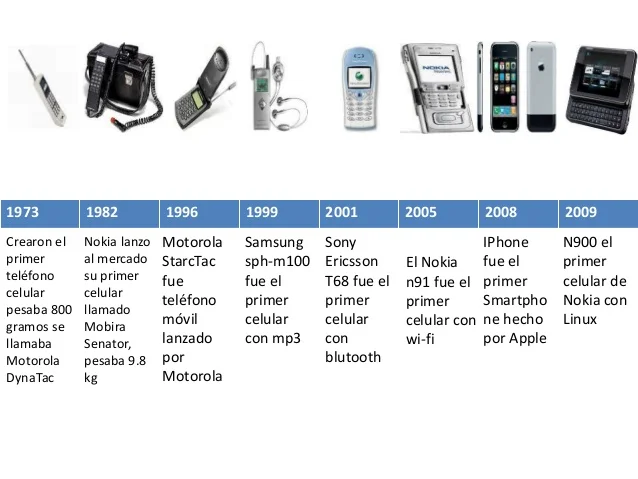 NOKIA
1973
1982
1996
1999
2001
2005
2008
2009
Crearon el
primer
teléfono
celular
pesaba 800
gramos se
llamaba
Motorola
DynaTac
Nokia lanzo
al mercado
su primer
celular
llamado
Mobira
Senator,
pesaba 9.8
kg
Motorola
StarcTac
fue
teléfono
móvil
lanzado
por
Motorola
Samsung
sph-m100
fue el
primer
celular
con mp3
Sony
Ericsson
T68 fue el
primer
celular
con
blutooth
El Nokia
n91 fue el
primer
celular con
wi-fi
IPhone
fue el
primer
Smartpho
ne hecho
por Apple
N900 el
primer
celular de
Nokia con
Linux